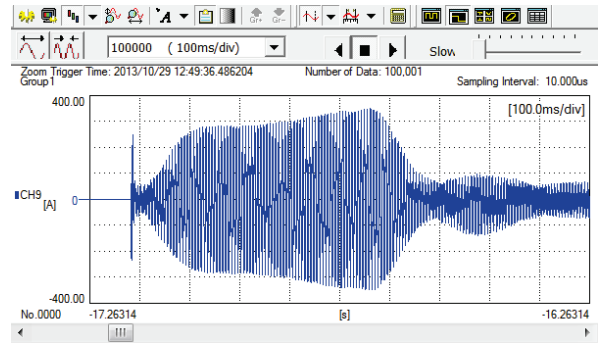 A
Gr+ Gr-
100000 ( 100ms/div)
Slow
Zoom Trigger Time: 2013/10/29 12:49:36.486204 Number of Data: 100,001
Group1 Sampling Interval: 10.000us
400.00
[100.0ms/div]
CH9
[A]
0
-400.00
No.0000 -17.26314 [s] -16.26314